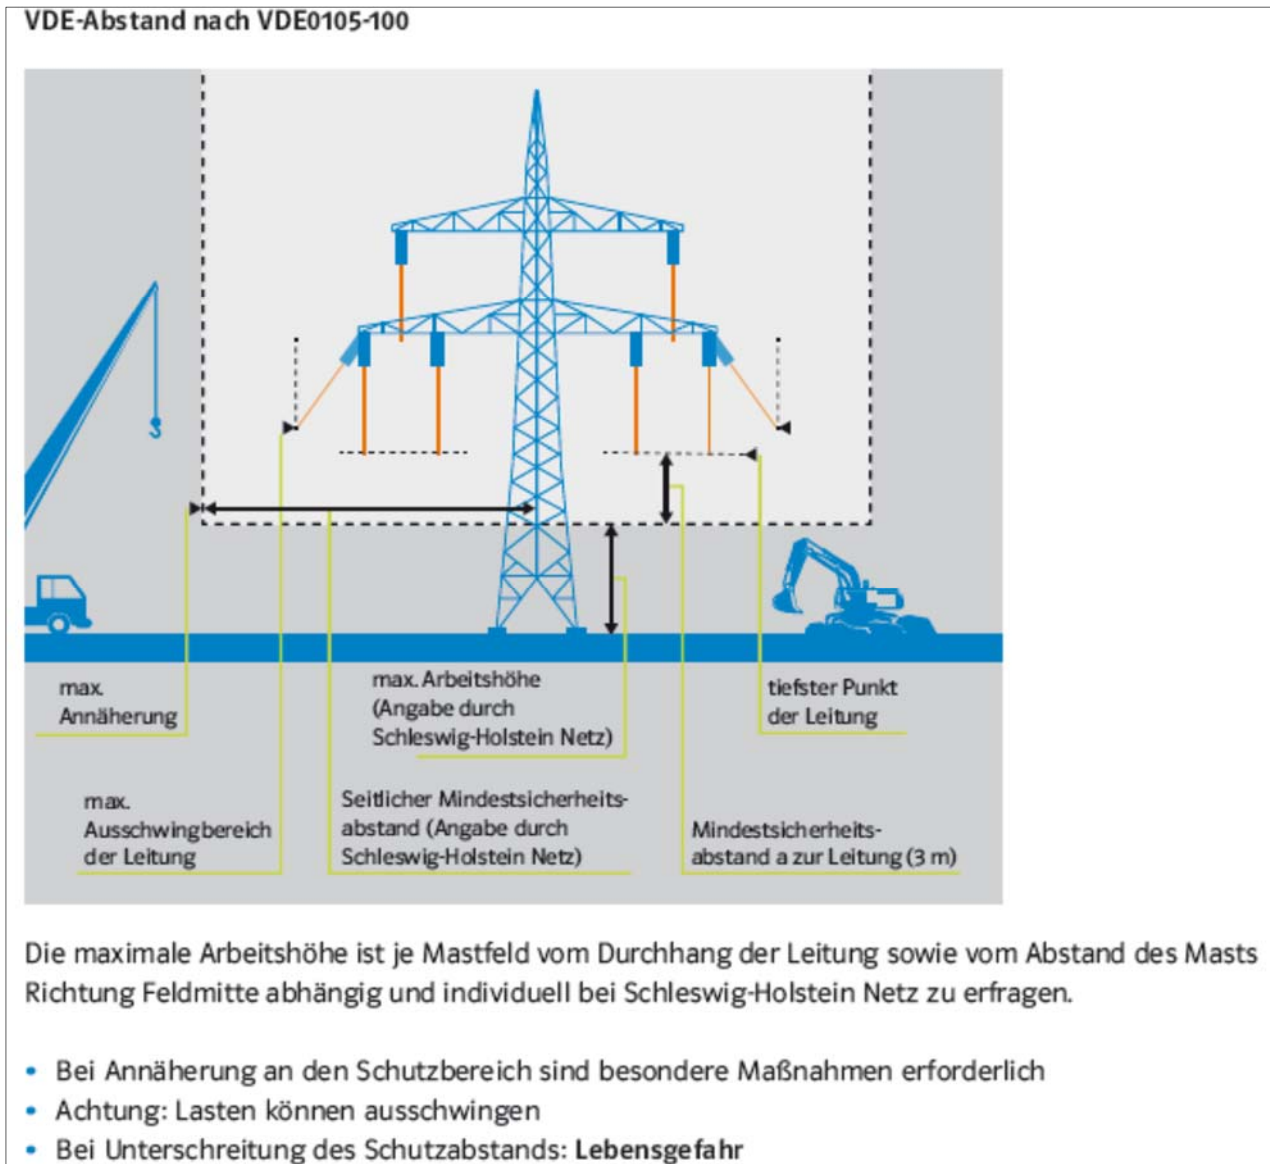 VDE-Abstand nach VDE0105-100
max.
Annäherung
max. Arbeitshöhe
(Angabe durch
Schleswig-Holstein Netz)
tiefster Punkt
der Leitung
max.
Ausschwingbereich
der Leitung
Seitlicher Mindestsicherheits-
abstand (Angabe durch
Schleswig-Holstein Netz)
Mindestsicherheits-
abstand a zur Leitung (3 m)
Die maximale Arbeitshöhe ist je Mastfeld vom Durchhang der Leitung sowie vom Abstand des Masts
Richtung Feldmitte abhängig und individuell bei Schleswig-Holstein Netz zu erfragen.
• Bei Annäherung an den Schutzbereich sind besondere Maßnahmen erforderlich
• Achtung: Lasten können ausschwingen
• Bei Unterschreitung des Schutzabstands: Lebensgefahr